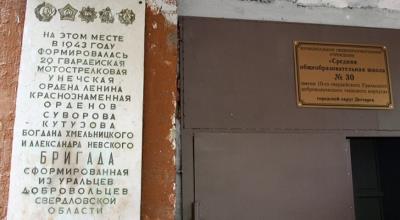 НА ЭТОМ МЕСТЕ
В 1943 ГОДУ
ФОРМИРОВАЛАСЬ
29 ГВАРДЕЙСКАЯ
МОТОСТРЕЛКОВАЯ
УНЕЧСКАЯ
ОРДЕНА ЛЕНИНА
КРАСНОЗНАМЕННАЯ
ОРДЕНОВ
СУВОРОВА
КУТУЗОВА
БОГДАНА ХМЕЛЬНИЦКОГО
И АЛЕКСАНДРА НЕВСКОГО
БРИГАДА
СФОРМИРОВАННАЯ
ИЗ УРАЛЬЦЕВ
ДОБРОВОЛЬЦЕВ
СВЕРДЛОВСКОЙ
ОБЛАСТИ
«Средняя
общеобразовательная школа
№ 30
городской округ Дегтярск